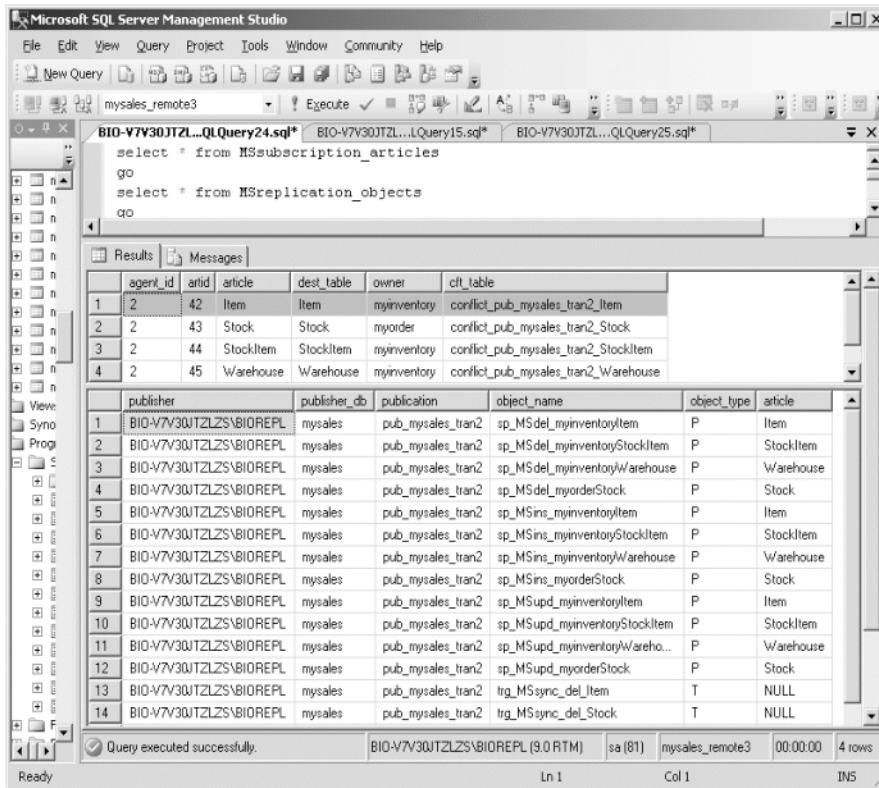 Microsoft SQL Server Management Studio
File Edit View Query Project Tools Window Community Help
New Query
mysales_remote3 Execute
BIO-V7V30JTZL...QLQuery24.sql* BIO-V7V30JTZL...LQuery15.sql* BIO-V7V30JTZL...QLQuery25.sql*
select * from MSsubscription_articles
go
select * from MSreplication_objects
go
Results Messages
agent_id artid article dest_table owner cft_table
1 2 42 Item Item myinventory conflict_pub_mysales_tran2_Item
2 2 43 Stock Stock myorder conflict_pub_mysales_tran2_Stock
3 2 44 StockItem StockItem myinventory conflict_pub_mysales_tran2_StockItem
4 2 45 Warehouse Warehouse myinventory conflict_pub_mysales_tran2_Warehouse
publisher publisher_db publication object_name object_type article
1 BIO-V7V30JTZLZS\BIOREPL mysales pub_mysales_tran2 sp_MSdel_myinventoryItem P Item
2 BIO-V7V30JTZLZS\BIOREPL mysales pub_mysales_tran2 sp_MSdel_myinventoryStockItem P StockItem
3 BIO-V7V30JTZLZS\BIOREPL mysales pub_mysales_tran2 sp_MSdel_myinventoryWarehouse P Warehouse
4 BIO-V7V30JTZLZS\BIOREPL mysales pub_mysales_tran2 sp_MSdel_myorderStock P Stock
5 BIO-V7V30JTZLZS\BIOREPL mysales pub_mysales_tran2 sp_MSins_myinventoryItem P Item
6 BIO-V7V30JTZLZS\BIOREPL mysales pub_mysales_tran2 sp_MSins_myinventoryStockItem P StockItem
7 BIO-V7V30JTZLZS\BIOREPL mysales pub_mysales_tran2 sp_MSins_myinventoryWarehouse P Warehouse
8 BIO-V7V30JTZLZS\BIOREPL mysales pub_mysales_tran2 sp_MSins_myorderStock P Stock
9 BIO-V7V30JTZLZS\BIOREPL mysales pub_mysales_tran2 sp_MSupd_myinventoryItem P Item
10 BIO-V7V30JTZLZS\BIOREPL mysales pub_mysales_tran2 sp_MSupd_myinventoryStockItem P StockItem
11 BIO-V7V30JTZLZS\BIOREPL mysales pub_mysales_tran2 sp_MSupd_myinventoryWareho... P Warehouse
12 BIO-V7V30JTZLZS\BIOREPL mysales pub_mysales_tran2 sp_MSupd_myorderStock P Stock
13 BIO-V7V30JTZLZS\BIOREPL mysales pub_mysales_tran2 trg_MSsync_del_Item T NULL
14 BIO-V7V30JTZLZS\BIOREPL mysales pub_mysales_tran2 trg_MSsync_del_Stock T NULL
View
Syno
Prog
Query executed successfully. BIO-V7V30JTZLZS\BIOREPL (9.0 RTM) sa (81) mysales_remote3 00:00:00 4 rows
Ready Ln 1 Col 1 INS